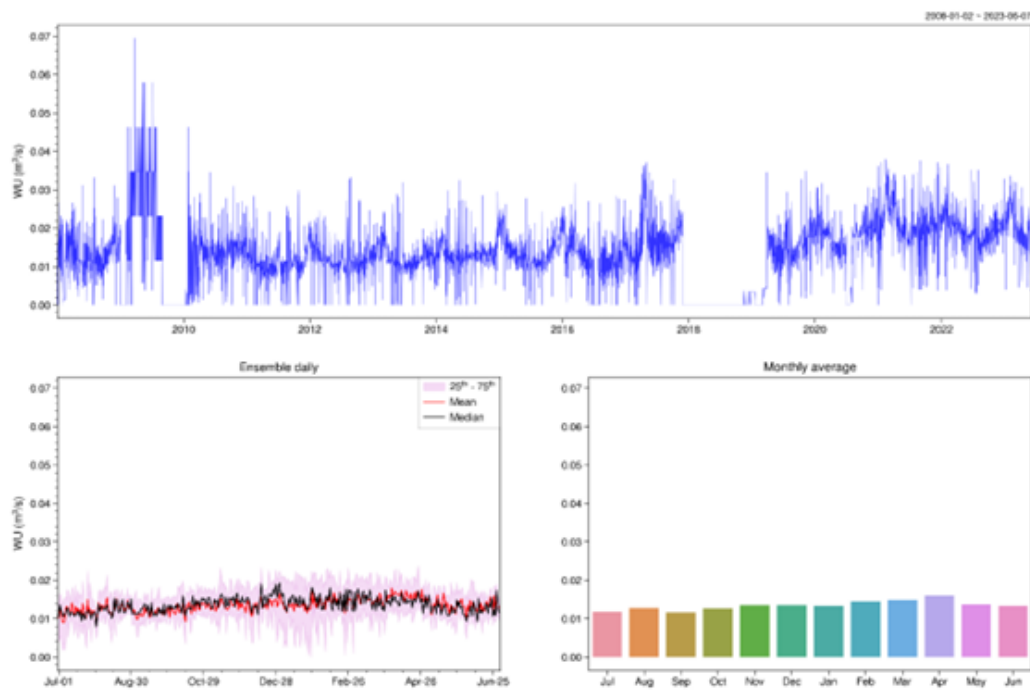 2008-01-02 ~ 2023-06-07
0.07
0.06
0.05
0.04
0.03
0.02
0.01
0.00
WU (m³/s)
2010 2012 2014 2016 2018 2020 2022
Ensemble daily
0.07
0.06
0.05
0.04
0.03
0.02
0.01
0.00
WU (m³/s)
25th - 75th
Mean
Median
Jul-01 Aug-30 Oct-29 Dec-28 Feb-26 Apr-26 Jun-25
Monthly average
0.07
0.06
0.05
0.04
0.03
0.02
0.01
0.00
Jul Aug Sep Oct Nov Dec Jan Feb Mar Apr May Jun